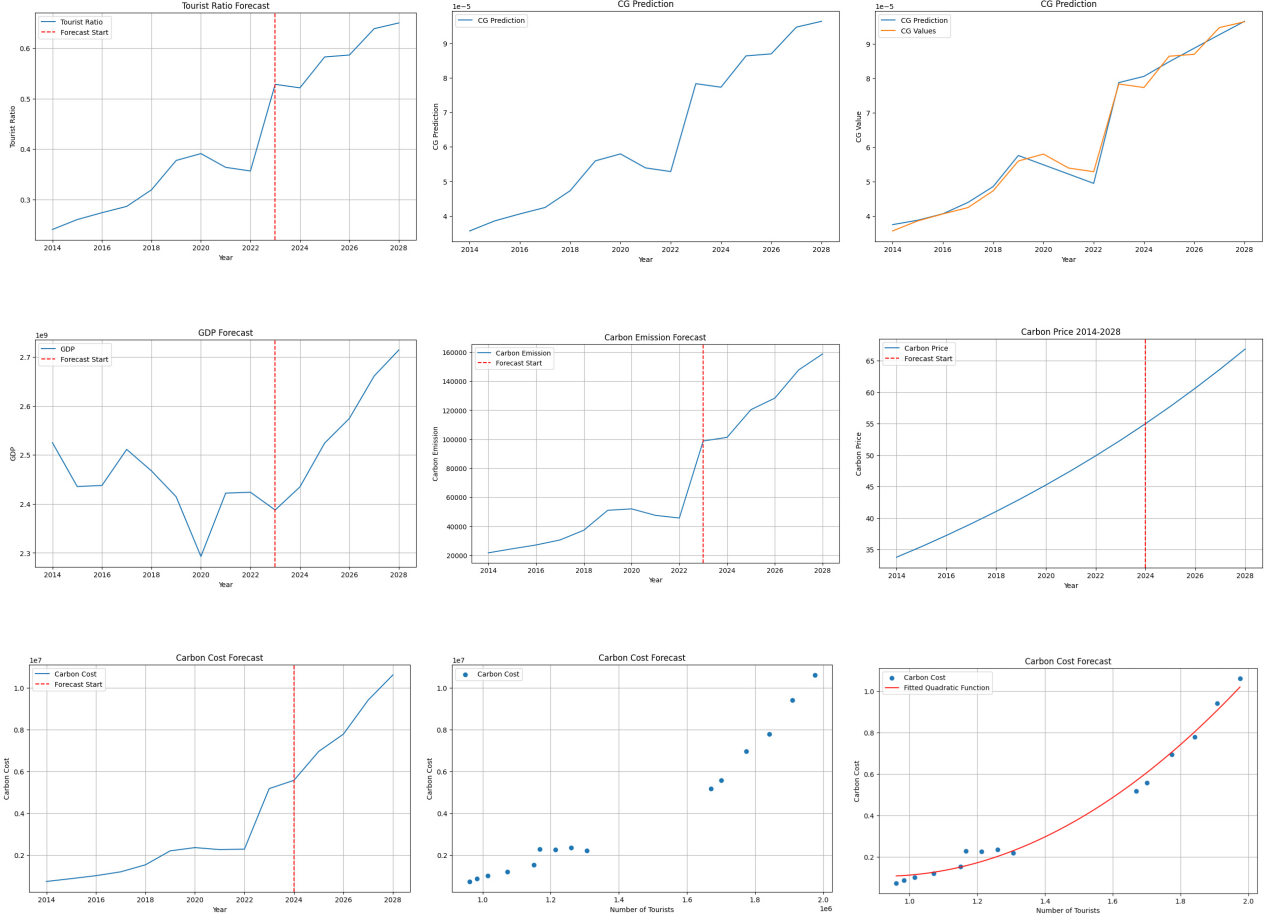 Tourist Ratio Forecast
Tourist Ratio
Forecast Start
0.6
0.5
0.4
0.3
Tourist Ratio
2014 2016 2018 2020 2022 2024 2026 2028
Year
CG Prediction
1e−5
CG Prediction
9
8
7
6
5
4
CG Prediction
2014 2016 2018 2020 2022 2024 2026 2028
Year
CG Prediction
1e−5
CG Prediction
CG Values
9
8
7
6
5
4
CG Value
2014 2016 2018 2020 2022 2024 2026 2028
Year
GDP Forecast
1e9
GDP
Forecast Start
2.7
2.6
2.5
2.4
2.3
GDP
2014 2016 2018 2020 2022 2024 2026 2028
Year
Carbon Emission Forecast
Carbon Emission
Forecast Start
160000
140000
120000
100000
80000
60000
40000
20000
Carbon Emission
2014 2016 2018 2020 2022 2024 2026 2028
Year
Carbon Price 2014-2028
Carbon Price
Forecast Start
65
60
55
50
45
40
35
Carbon Price
2014 2016 2018 2020 2022 2024 2026 2028
Year
Carbon Cost Forecast
1e7
Carbon Cost
Forecast Start
1.0
0.8
0.6
0.4
0.2
Carbon Cost
2014 2016 2018 2020 2022 2024 2026 2028
Year
Carbon Cost Forecast
1e7
Carbon Cost
1.0
0.8
0.6
0.4
0.2
Carbon Cost
1.0 1.2 1.4 1.6 1.8 2.0
1e6
Number of Tourists
Carbon Cost Forecast
Carbon Cost
Fitted Quadratic Function
1.0
0.8
0.6
0.4
0.2
0.0
Carbon Cost
1.0 1.2 1.4 1.6 1.8 2.0
Number of Tourists